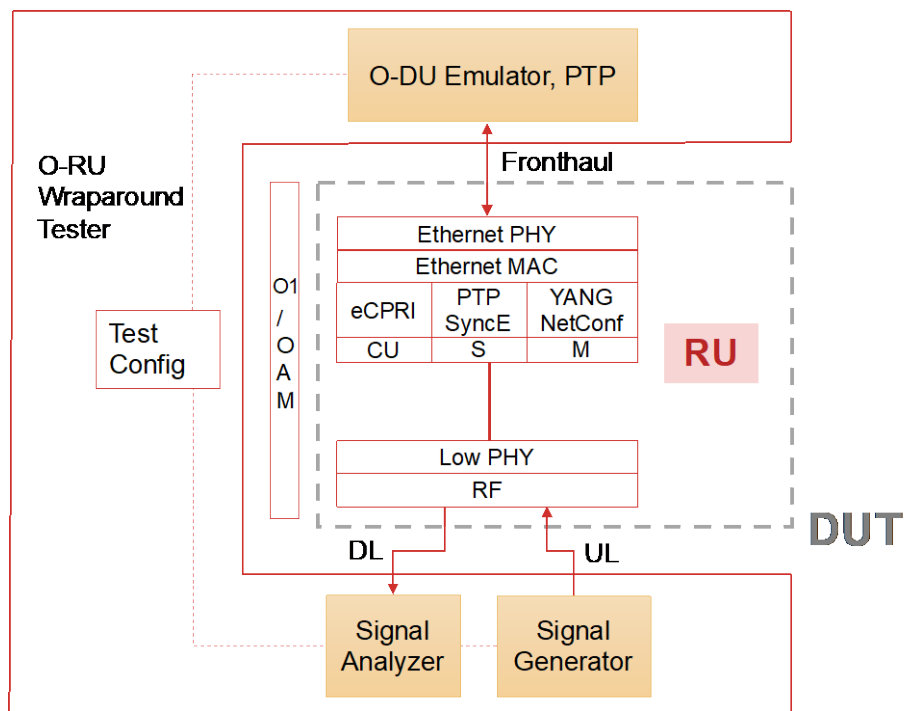 O-DU Emulator, PTP
Fronthaul
O-RU
Wraparound
Tester
Ethernet PHY
Ethernet MAC
eCPRI
PTP
SyncE
YANG
NetConf
CU
S
M
O1
/
O
A
M
Test
Config
RU
Low PHY
RF
DUT
DL
UL
Signal
Analyzer
Signal
Generator